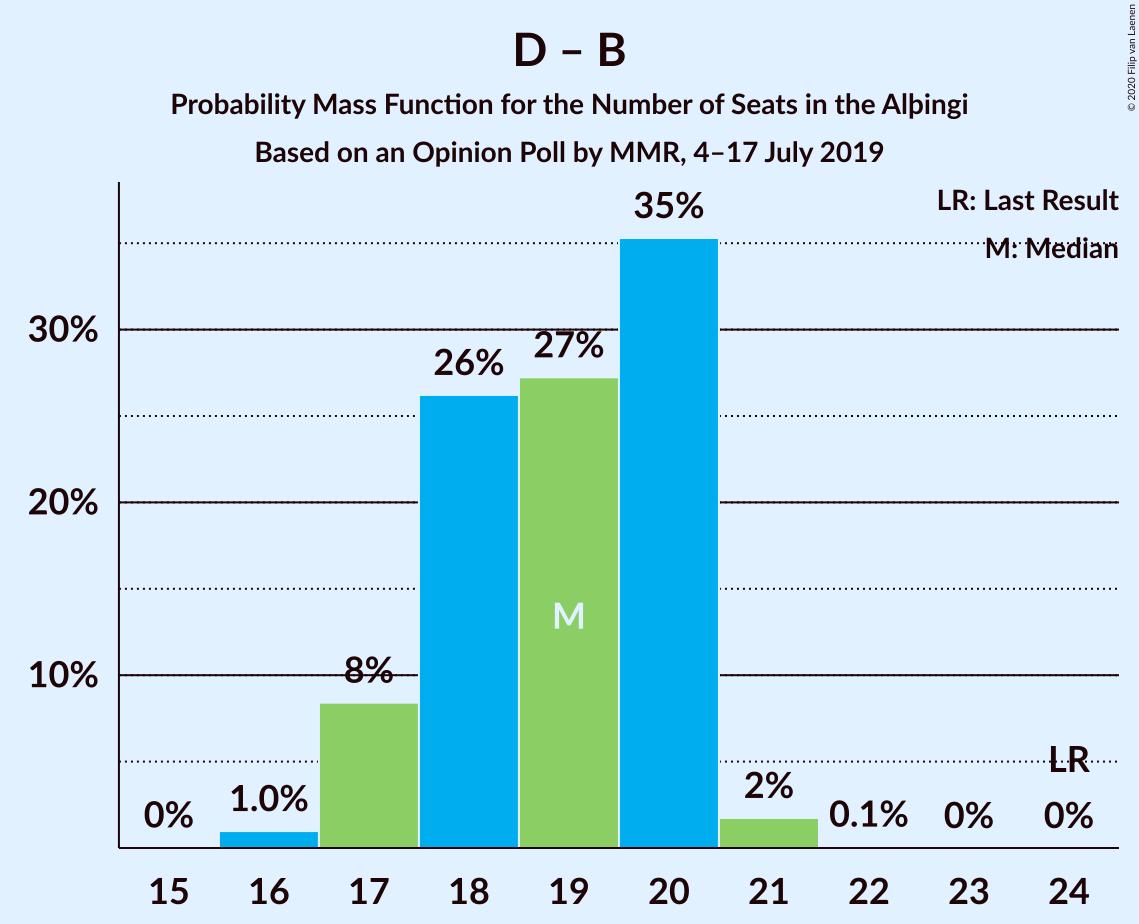 D – B
Probability Mass Function for the Number of Seats in the Alþingi
Based on an Opinion Poll by MMR, 4–17 July 2019
© 2020 Filip van Laenen
LR: Last Result
M: Median
35%
30%
27%
26%
20%
M
10%
8%
LR
2%
1.0%
0%
0.1%
0%
0%
15 16 17 18 19 20 21 22 23 24